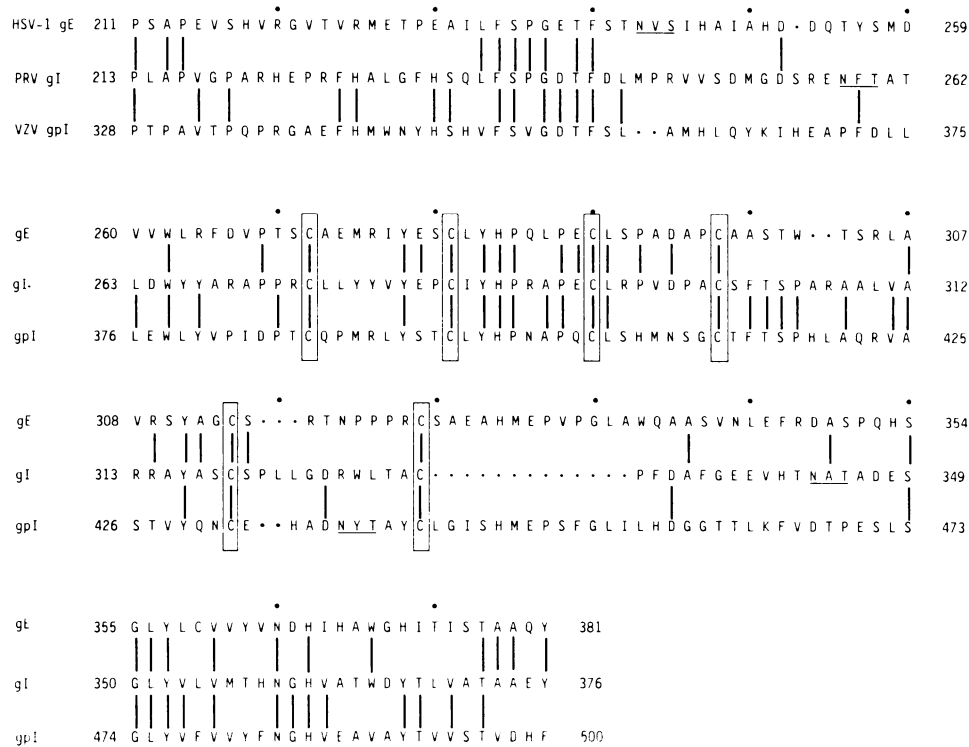 HSV-1 gE 211 P S A P E V S H V R G V T V R M E T P E A I L F S P G E T F S T N V S I H A I A H D · D Q T Y S M D 259
PRV gI 213 P L A P V G P A R H E P R F H A L G F H S Q L F S P G D T F D L M P R V V S D M G D S R E N F T A T 262
VZV gpI 328 P T P A V T P Q P R G A E F H M W N Y H S H V F S V G D T F S L · · A M H L Q Y K I H E A P F D L L 375
gE 260 V V W L R F D V P T S C A E M R I Y E S C L Y H P Q L P E C L S P A D A P C A A S T W · · T S R L A 307
gI. 263 L D W Y Y A R A P P R C L L Y Y V Y E P C I Y H P R A P E C L R P V D P A C S F T S P A R A A L V A 312
gpI 376 L E W L Y V P I D P T C Q P M R L Y S T C L Y H P N A P Q C L S H M N S G C T F T S P H L A Q R V A 425
gE 308 V R S Y A G C S · · · R T N P P P R C S A E A H M E P V P G L A W Q A A S V N L E F R D A S P Q H S 354
gI 313 R R A Y A S C S P L L G D R W L T A C · · · · · · · · · · · · · P F D A F G E E V H T N A T A D E S 349
gpI 426 S T V Y Q N C E · · H A D N Y T A Y C L G I S H M E P S F G L I L H D G G T T L K F V D T P E S L S 473
gE 355 G L Y L C V V Y V N D H I H A W G H I T I S T A A Q Y 381
gI 350 G L Y V L V M T H N G H V A T W D Y T L V A T A A E Y 376
gpI 474 G L Y V F V V Y F N G H V E A V A Y T V V S T V D H F 500